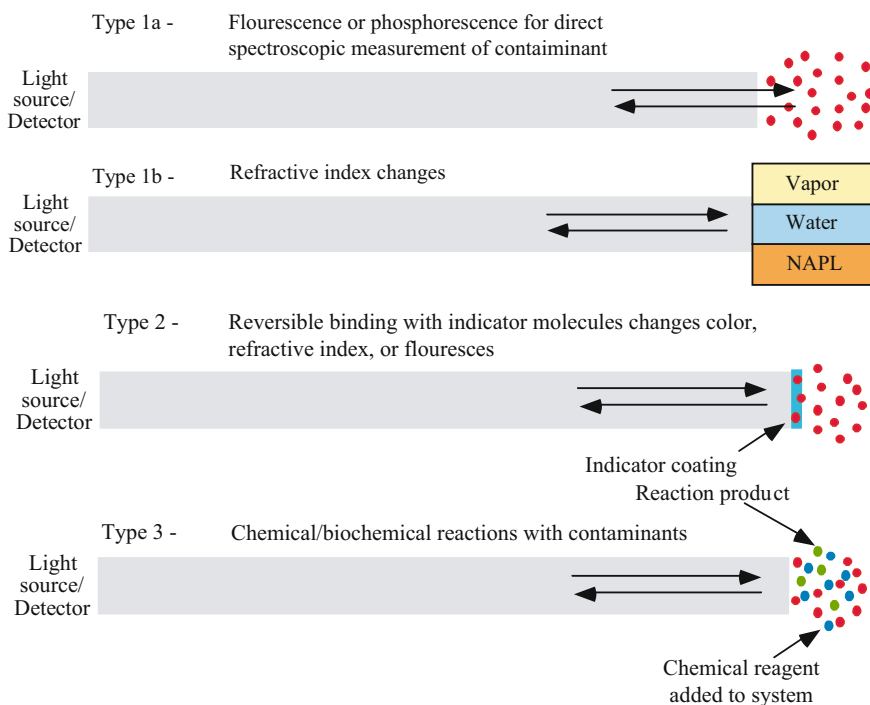 Type 1a - Flourescence or phosphorescence for direct
spectroscopic measurement of contaiminant
Light
source/
Detector
Type 1b - Refractive index changes
Light
source/
Detector
Vapor
Water
NAPL
Type 2 - Reversible binding with indicator molecules changes color,
refractive index, or flouresces
Light
source/
Detector
Indicator coating
Reaction product
Type 3 - Chemical/biochemical reactions with contaminants
Light
source/
Detector
Chemical reagent
added to system